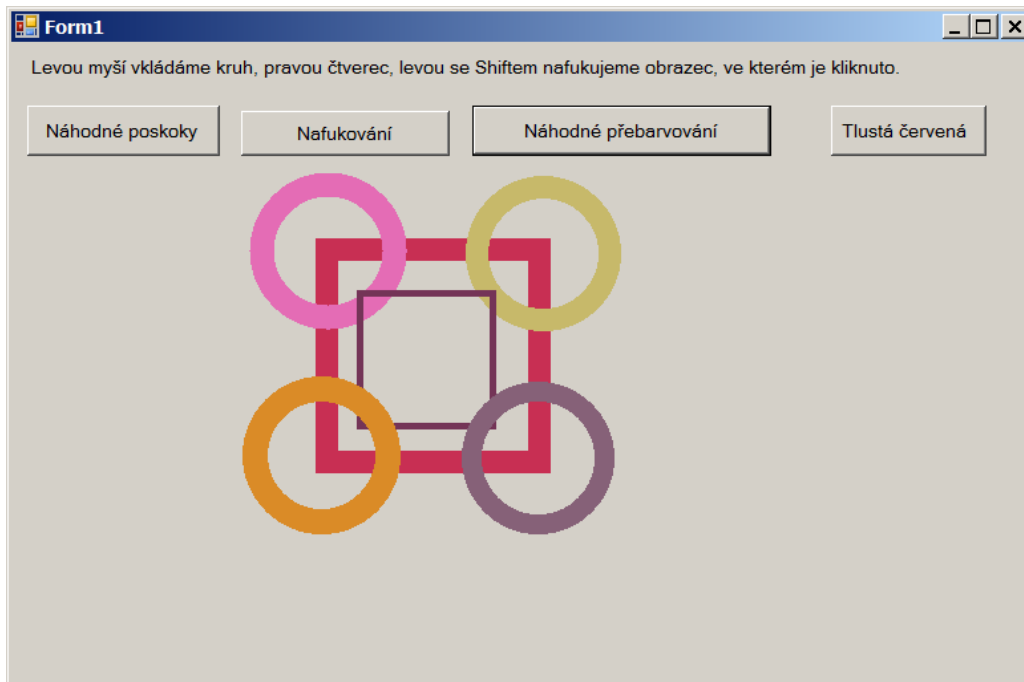 Form1
Levou myší vkládáme kruh, pravou čtverec, levou se Shiftem nafukujeme obrazec, ve kterém je kliknuto.
Náhodné poskoky
Nafukování
Náhodné přebarvování
Tlustá červená